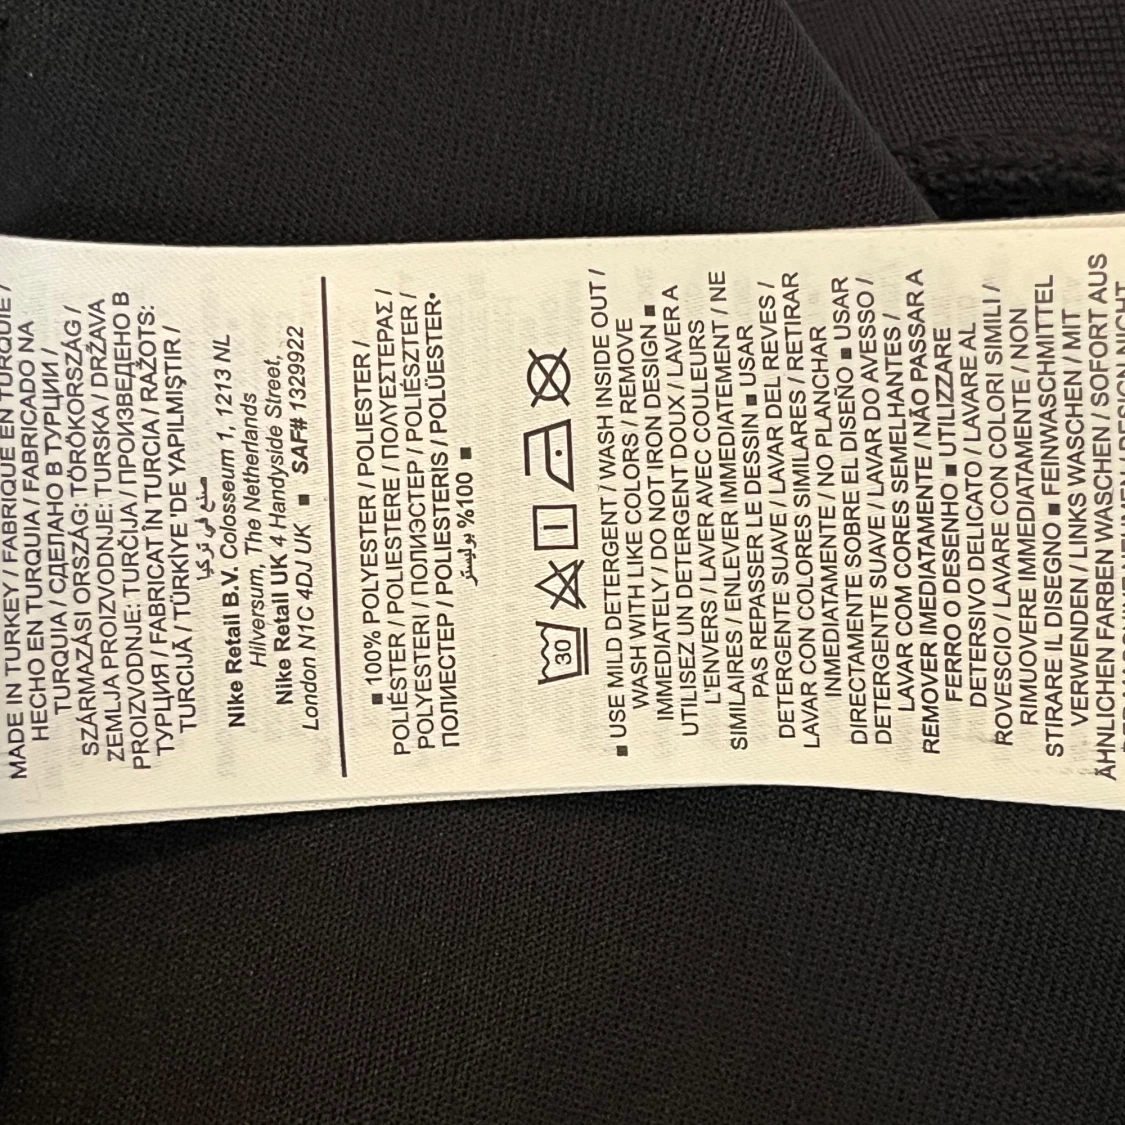 MADE IN TURKEY / FABRIQUÉ EN TURQUIE /
HECHO EN TURQUÍA / FABRICADO NA
TURQUIA / СДЕЛАНО В ТУРЦИИ /
SZÁRMAZÁSI ORSZÁG: TÖRÖKORSZÁG /
ZEMLJA PROIZVODNJE: TURSKA / DRŽAVA
PROIZVODNJE: TURČIJA / ПРОИЗВЕДЕНО В
ТУРЦИЯ / FABRICAT ÎN TURCIA / RAŽOTS:
TURCIJĀ / TÜRKİYE 'DE YAPILMIŞTIR /
صنع في تركيا
Nike Retail B.V. Colosseum 1, 1213 NL
Hilversum, The Netherlands
Nike Retail UK 4 Handyside Street,
London N1C 4DJ UK ■ SAF# 1329922
■ 100% POLYESTER / POLIESTER /
POLIÉSTER / POLIESTERE / ΠΟΛΥΕΣΤΕΡΑΣ /
POLYESTERI / ПОЛИЭСТЕР / POLIÉSZTER /
ПОЛИЕСТЕР / POLIESTERIS / POLÜESTER•
100% بوليستر ■
30
■ USE MILD DETERGENT / WASH INSIDE OUT /
WASH WITH LIKE COLORS / REMOVE
IMMEDIATELY / DO NOT IRON DESIGN ■
UTILISEZ UN DETERGENT DOUX / LAVER A
L'ENVERS / LAVER AVEC COULEURS
SIMILAIRES / ENLEVER IMMEDIATEMENT / NE
PAS REPASSER LE DESSIN ■ USAR
DETERGENTE SUAVE / LAVAR DEL REVES /
LAVAR CON COLORES SIMILARES / RETIRAR
INMEDIATAMENTE / NO PLANCHAR
DIRECTAMENTE SOBRE EL DISEÑO ■ USAR
DETERGENTE SUAVE / LAVAR DO AVESSO /
LAVAR COM CORES SEMELHANTES /
REMOVER IMEDIATAMENTE / NÃO PASSAR A
FERRO O DESENHO ■ UTILIZZARE
DETERSIVO DELICATO / LAVARE AL
ROVESCIO / LAVARE CON COLORI SIMILI /
RIMUOVERE IMMEDIATAMENTE / NON
STIRARE IL DISEGNO ■ FEINWASCHMITTEL
VERWENDEN / LINKS WASCHEN / MIT
ÄHNLICHEN FARBEN WASCHEN / SOFORT AUS